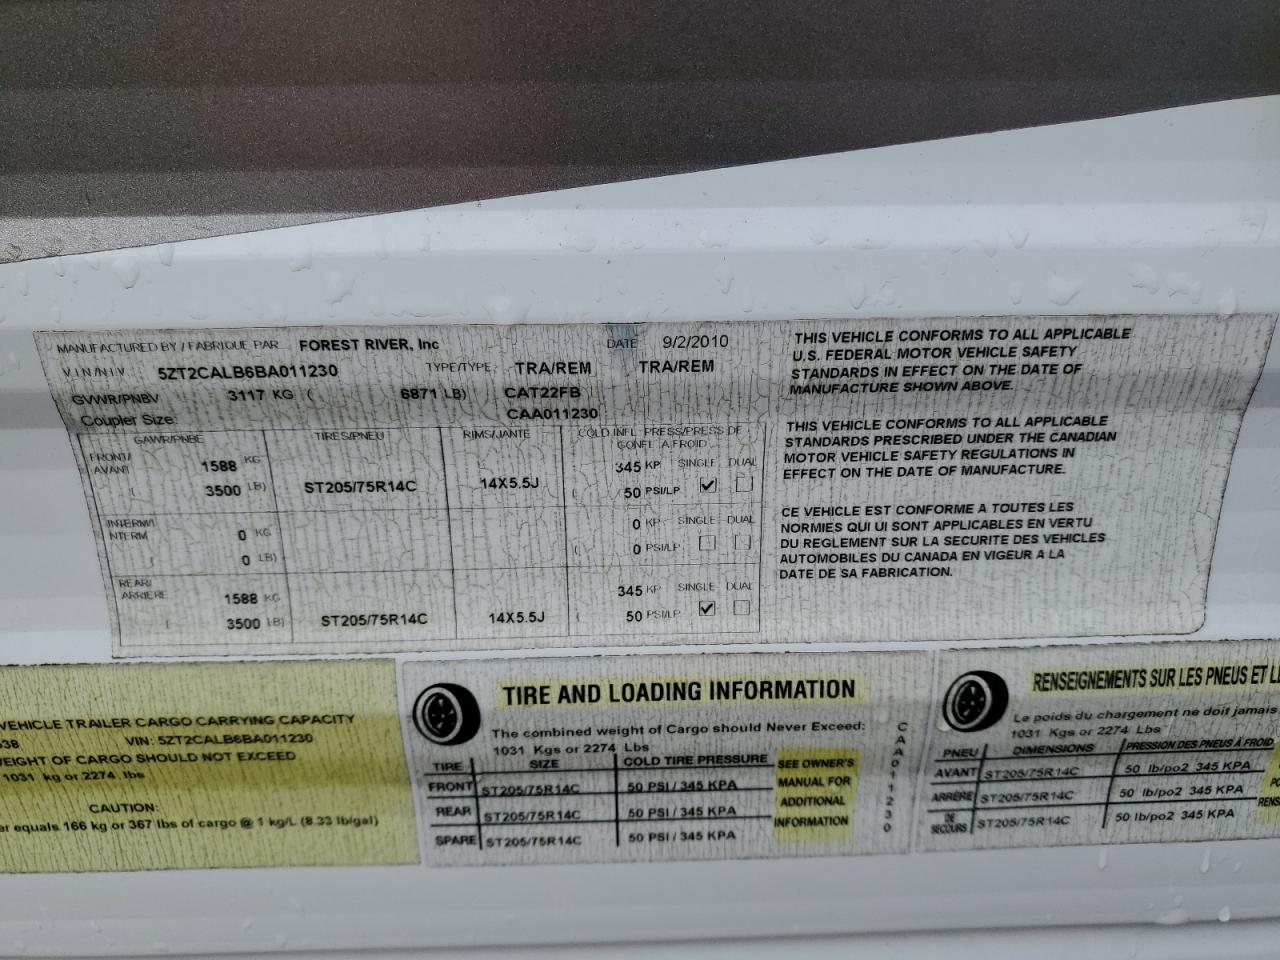 MANUFACTURED BY / FABRIQUE PAR FOREST RIVER, Inc DATE 9/2/2010
V.I.N/N.I.V. 5ZT2CALB6BA011230 TYPE/TYPE: TRA/REM TRA/REM
GVWR/PNBV 3117 KG ( 6871 LB) CAT22FB
Coupler Size: CAA011230
GAWR/PNBE TIRES/PNEU RIMS/JANTE COLD INFL. PRESS/PRESS DE GONFL. A FROID
FRONT/ AVANT 1588 KG 345 KP SINGLE DUAL
( 3500 LB) ST205/75R14C 14X5.5J ( 50 PSI/LP
INTERM/ INTERM 0 KG 0 KP SINGLE DUAL
( 0 LB) ( 0 PSI/LP
REAR/ ARRIERE 1588 KG 345 KP SINGLE DUAL
( 3500 LB) ST205/75R14C 14X5.5J ( 50 PSI/LP
THIS VEHICLE CONFORMS TO ALL APPLICABLE
U.S. FEDERAL MOTOR VEHICLE SAFETY
STANDARDS IN EFFECT ON THE DATE OF
MANUFACTURE SHOWN ABOVE.
THIS VEHICLE CONFORMS TO ALL APPLICABLE
STANDARDS PRESCRIBED UNDER THE CANADIAN
MOTOR VEHICLE SAFETY REGULATIONS IN
EFFECT ON THE DATE OF MANUFACTURE.
CE VEHICLE EST CONFORME A TOUTES LES
NORMIES QUI UI SONT APPLICABLES EN VERTU
DU REGLEMENT SUR LA SECURITE DES VEHICLES
AUTOMOBILES DU CANADA EN VIGEUR A LA
DATE DE SA FABRICATION.
VEHICLE TRAILER CARGO CARRYING CAPACITY
638 VIN: 5ZT2CALB6BA011230
WEIGHT OF CARGO SHOULD NOT EXCEED
1031 kg or 2274 lbs
CAUTION:
er equals 166 kg or 367 lbs of cargo @ 1 kg/L (8.33 lb/gal)
TIRE AND LOADING INFORMATION
The combined weight of Cargo should Never Exceed:
1031 Kgs or 2274 Lbs
TIRE SIZE COLD TIRE PRESSURE
FRONT ST205/75R14C 50 PSI / 345 KPA
REAR ST205/75R14C 50 PSI / 345 KPA
SPARE ST205/75R14C 50 PSI / 345 KPA
SEE OWNER'S
MANUAL FOR
ADDITIONAL
INFORMATION
CAA011230
RENSEIGNEMENTS SUR LES PNEUS ET LE
Le poids du chargement ne doit jamais
1031 Kgs or 2274 Lbs
PNEU DIMENSIONS PRESSION DES PNEUS À FROID
AVANT ST205/75R14C 50 lb/po2 345 KPA
ARRIÈRE ST205/75R14C 50 lb/po2 345 KPA
DE SECOURS ST205/75R14C 50 lb/po2 345 KPA
PO
RENS